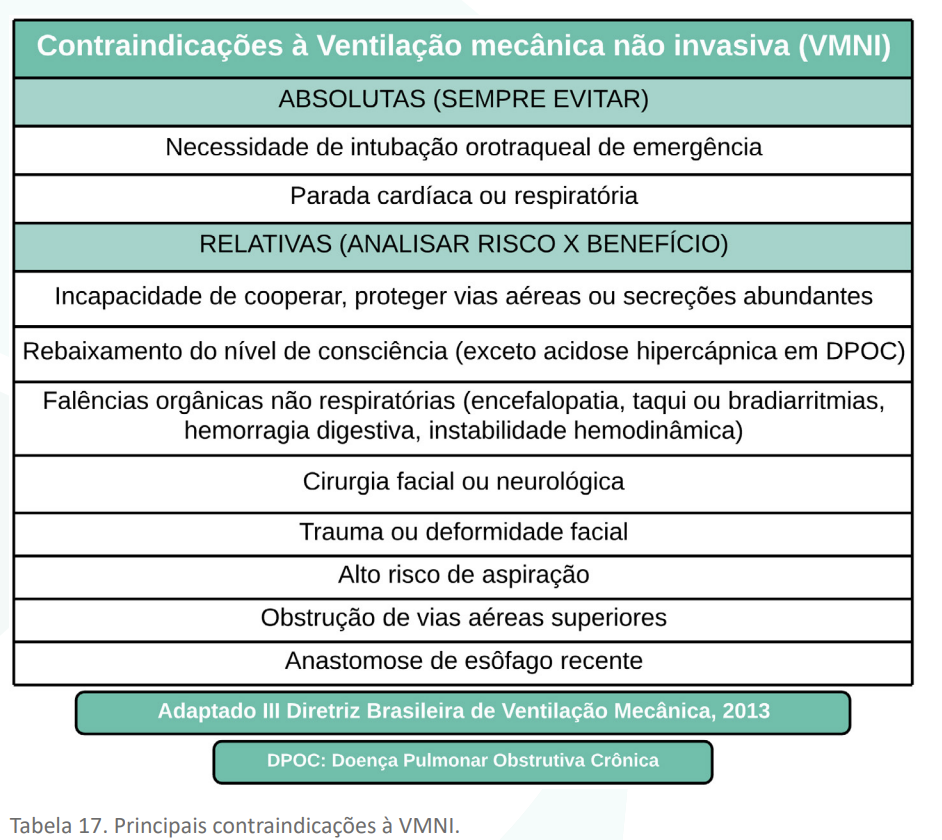 Contraindicações à Ventilação mecânica não invasiva (VMNI)
ABSOLUTAS (SEMPRE EVITAR)
Necessidade de intubação orotraqueal de emergência
Parada cardíaca ou respiratória
RELATIVAS (ANALISAR RISCO X BENEFÍCIO)
Incapacidade de cooperar, proteger vias aéreas ou secreções abundantes
Rebaixamento do nível de consciência (exceto acidose hipercápnica em DPOC)
Falências orgânicas não respiratórias (encefalopatia, taqui ou bradiarritmias,
hemorragia digestiva, instabilidade hemodinâmica)
Cirurgia facial ou neurológica
Trauma ou deformidade facial
Alto risco de aspiração
Obstrução de vias aéreas superiores
Anastomose de esôfago recente
Adaptado III Diretriz Brasileira de Ventilação Mecânica, 2013
DPOC: Doença Pulmonar Obstrutiva Crônica
Tabela 17. Principais contraindicações à VMNI.